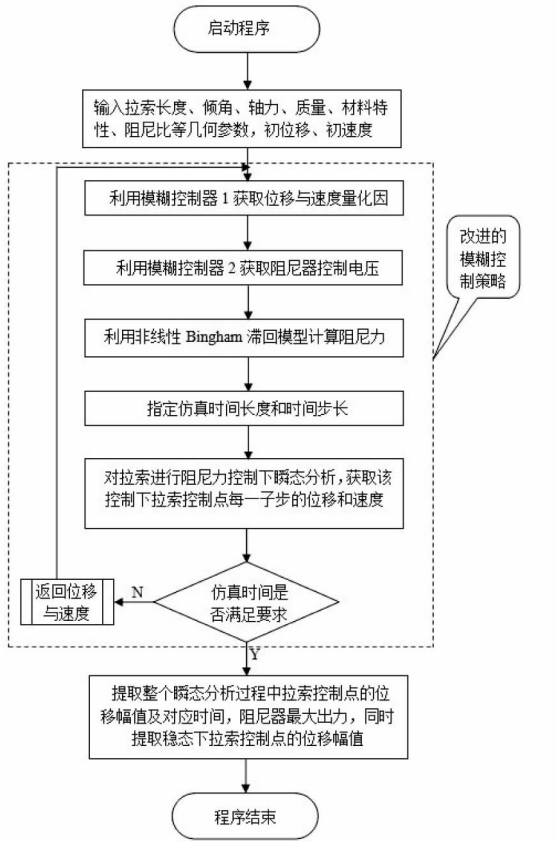 启动程序
输入拉索长度、倾角、轴力、质量、材料特
性、阻尼比等几何参数，初位移、初速度
利用模糊控制器1获取位移与速度量化因
改进的
模糊控
制策略
利用模糊控制器2获取阻尼器控制电压
利用非线性 Bingham 滞回模型计算阻尼力
指定仿真时间长度和时间步长
对拉索进行阻尼力控制下瞬态分析，获取该
控制下拉索控制点每一子步的位移和速度
仿真时间是
否满足要求
N
返回位移
与速度
Y
提取整个瞬态分析过程中拉索控制点的位
移幅值及对应时间，阻尼器最大出力，同时
提取稳态下拉索控制点的位移幅值
程序结束